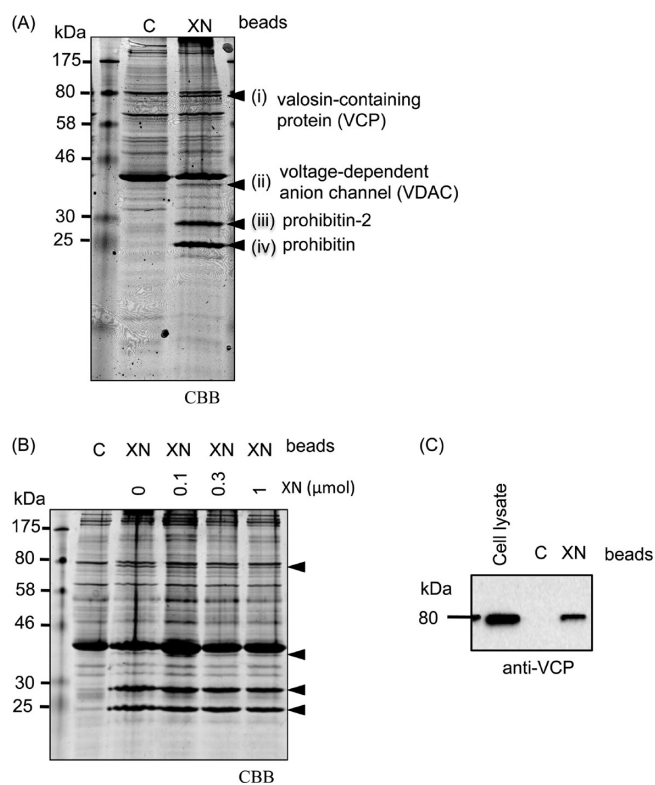 (A)
C XN beads
kDa
175
80
58
46
30
25
(i) valosin-containing
protein (VCP)
(ii) voltage-dependent
anion channel (VDAC)
(iii) prohibitin-2
(iv) prohibitin
CBB
(B)
C XN XN XN XN beads
0 0.1 0.3 1 XN (μmol)
kDa
175
80
58
46
30
25
CBB
(C)
Cell lysate C XN beads
kDa
80
anti-VCP